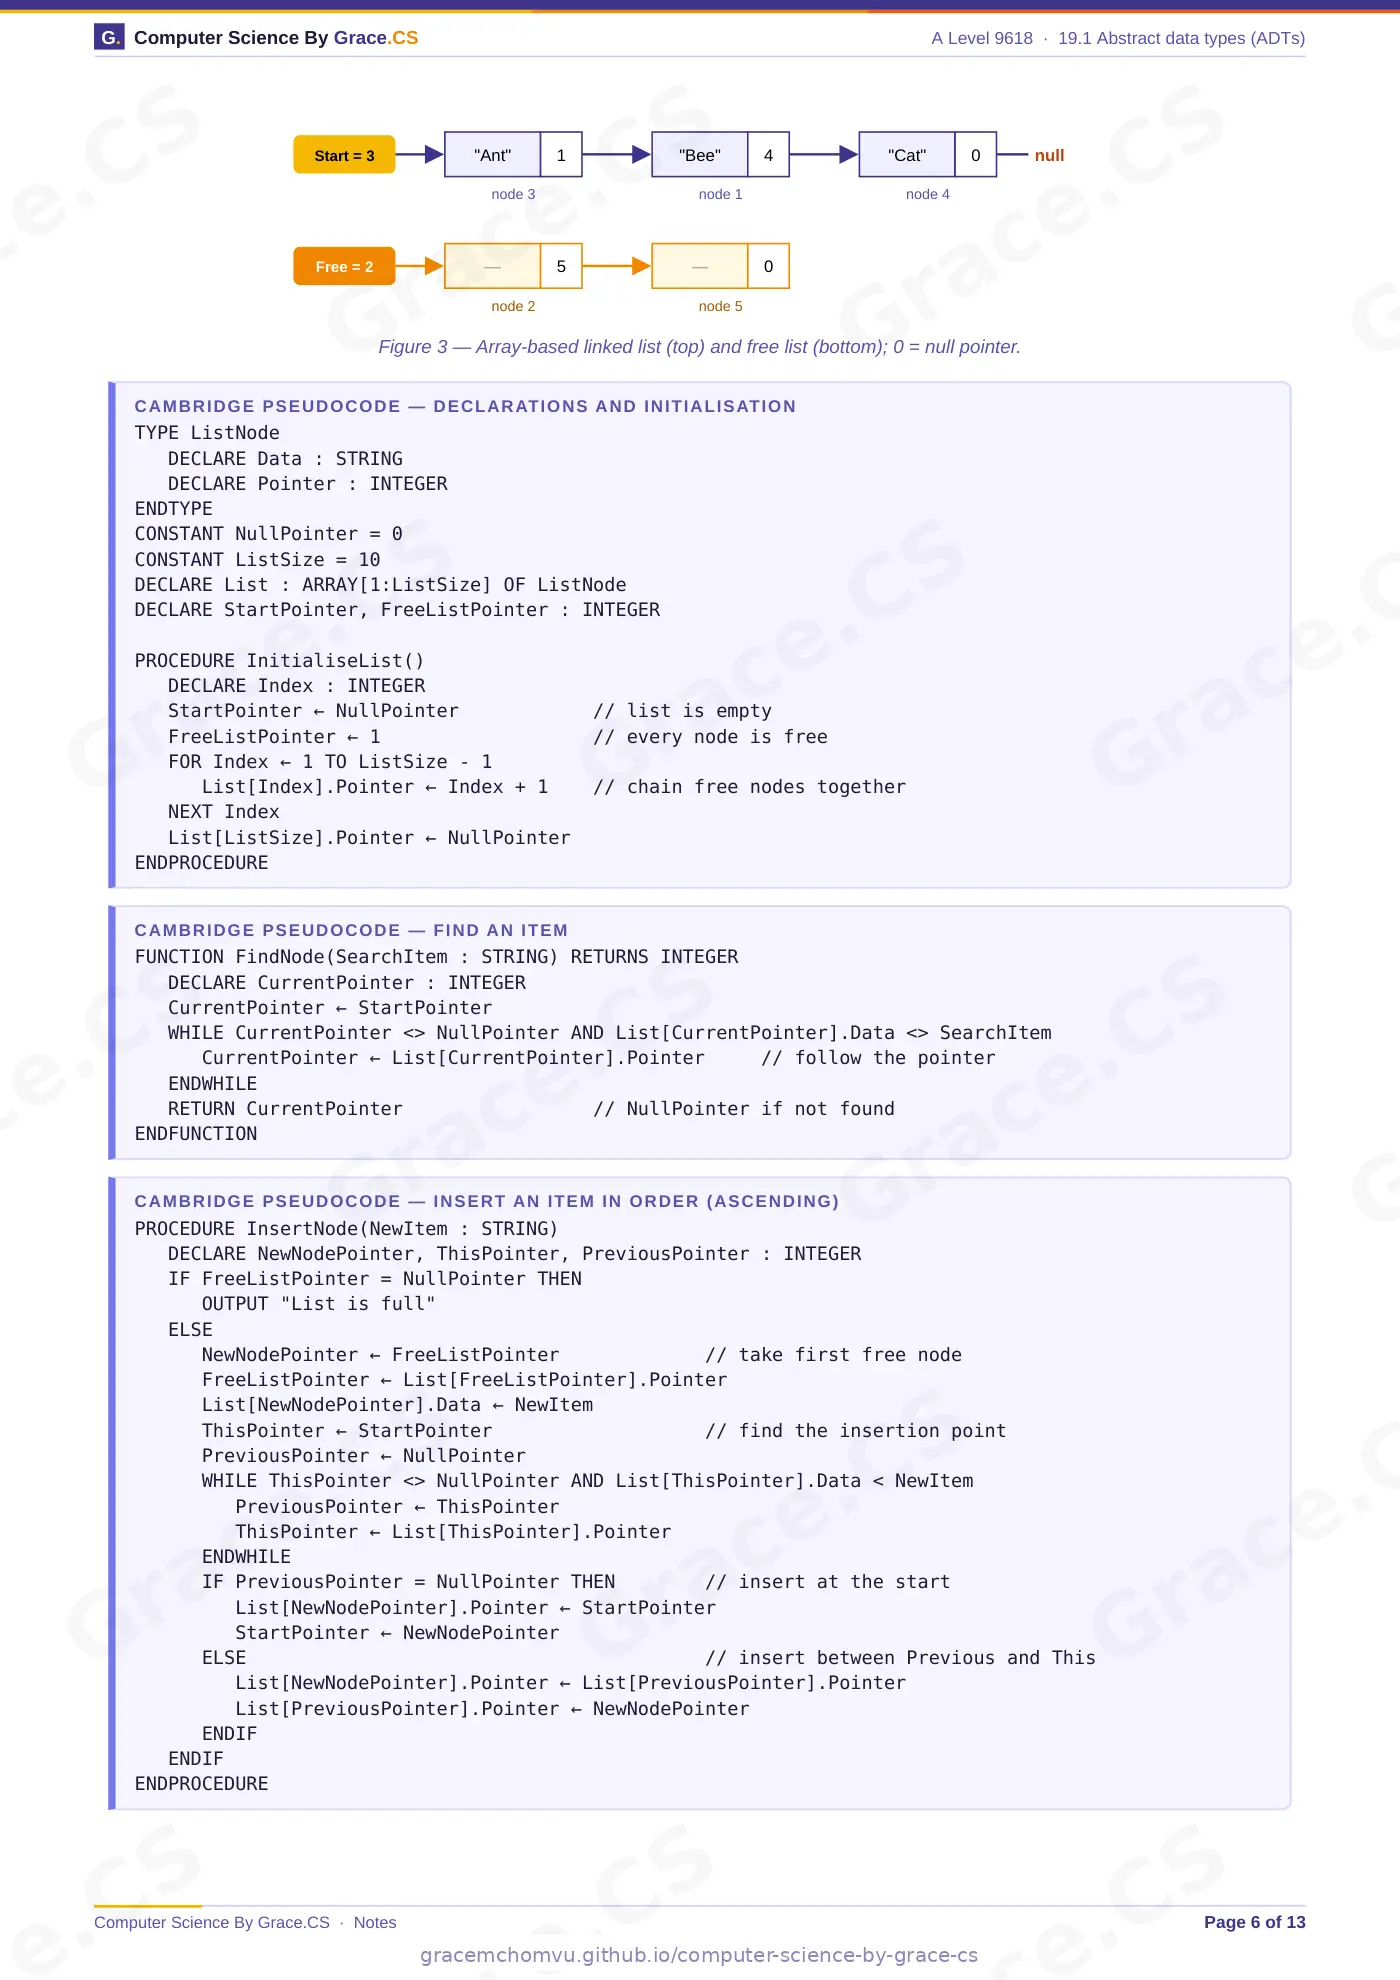 G. Computer Science By Grace.CS
A Level 9618 · 19.1 Abstract data types (ADTs)
Start = 3 "Ant" 1 "Bee" 4 "Cat" 0 null
node 3 node 1 node 4
Free = 2 — 5 — 0
node 2 node 5
Figure 3 — Array-based linked list (top) and free list (bottom); 0 = null pointer.
CAMBRIDGE PSEUDOCODE — DECLARATIONS AND INITIALISATION
TYPE ListNode
   DECLARE Data : STRING
   DECLARE Pointer : INTEGER
ENDTYPE
CONSTANT NullPointer = 0
CONSTANT ListSize = 10
DECLARE List : ARRAY[1:ListSize] OF ListNode
DECLARE StartPointer, FreeListPointer : INTEGER

PROCEDURE InitialiseList()
   DECLARE Index : INTEGER
   StartPointer ← NullPointer            // list is empty
   FreeListPointer ← 1                   // every node is free
   FOR Index ← 1 TO ListSize - 1
      List[Index].Pointer ← Index + 1    // chain free nodes together
   NEXT Index
   List[ListSize].Pointer ← NullPointer
ENDPROCEDURE
CAMBRIDGE PSEUDOCODE — FIND AN ITEM
FUNCTION FindNode(SearchItem : STRING) RETURNS INTEGER
   DECLARE CurrentPointer : INTEGER
   CurrentPointer ← StartPointer
   WHILE CurrentPointer <> NullPointer AND List[CurrentPointer].Data <> SearchItem
      CurrentPointer ← List[CurrentPointer].Pointer     // follow the pointer
   ENDWHILE
   RETURN CurrentPointer                 // NullPointer if not found
ENDFUNCTION
CAMBRIDGE PSEUDOCODE — INSERT AN ITEM IN ORDER (ASCENDING)
PROCEDURE InsertNode(NewItem : STRING)
   DECLARE NewNodePointer, ThisPointer, PreviousPointer : INTEGER
   IF FreeListPointer = NullPointer THEN
      OUTPUT "List is full"
   ELSE
      NewNodePointer ← FreeListPointer             // take first free node
      FreeListPointer ← List[FreeListPointer].Pointer
      List[NewNodePointer].Data ← NewItem
      ThisPointer ← StartPointer                   // find the insertion point
      PreviousPointer ← NullPointer
      WHILE ThisPointer <> NullPointer AND List[ThisPointer].Data < NewItem
         PreviousPointer ← ThisPointer
         ThisPointer ← List[ThisPointer].Pointer
      ENDWHILE
      IF PreviousPointer = NullPointer THEN        // insert at the start
         List[NewNodePointer].Pointer ← StartPointer
         StartPointer ← NewNodePointer
      ELSE                                         // insert between Previous and This
         List[NewNodePointer].Pointer ← List[PreviousPointer].Pointer
         List[PreviousPointer].Pointer ← NewNodePointer
      ENDIF
   ENDIF
ENDPROCEDURE
Computer Science By Grace.CS · Notes
Page 6 of 13
gracemchomvu.github.io/computer-science-by-grace-cs